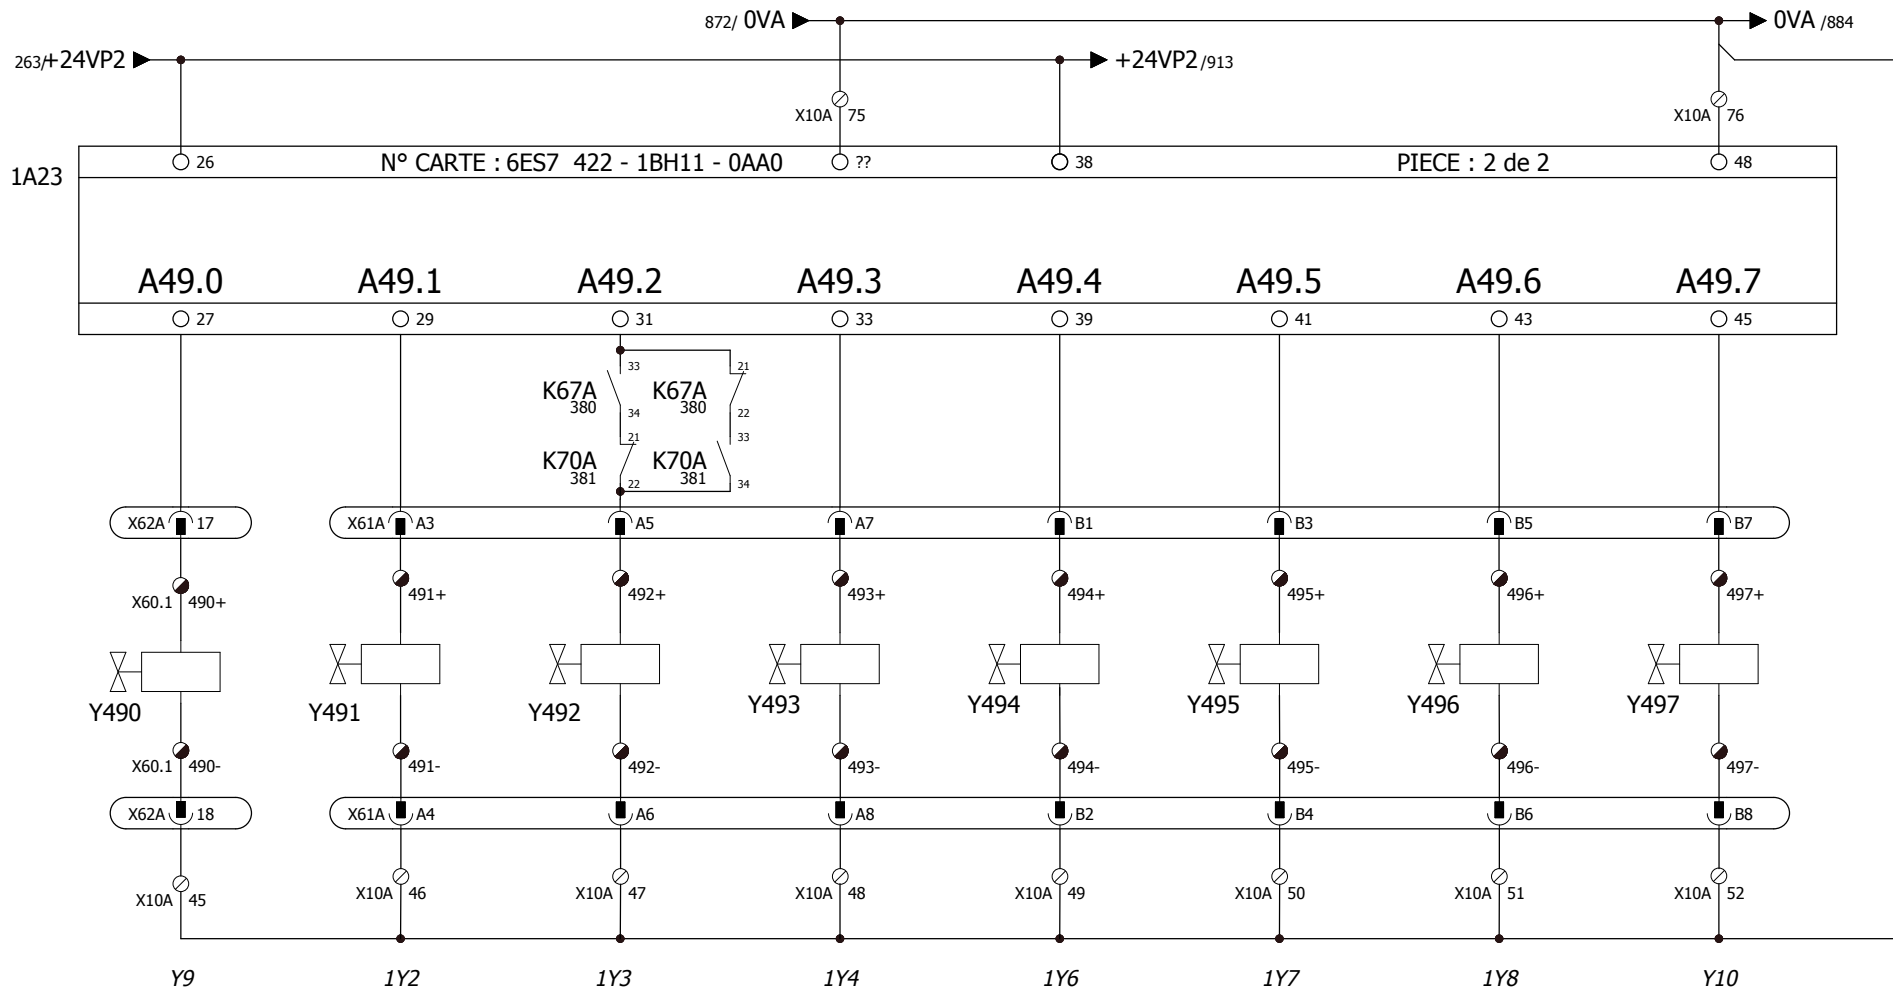 872/ 0VA
0VA /884
263/+24VP2
+24VP2/913
X10A 75
X10A 76
1A23
26
N° CARTE : 6ES7 422 - 1BH11 - 0AA0
??
38
PIECE : 2 de 2
48
A49.0 A49.1 A49.2 A49.3 A49.4 A49.5 A49.6 A49.7
27 29 31 33 39 41 43 45
33 21
K67A K67A
380 380
34 22
21 33
K70A K70A
381 381
22 34
X62A 17 X61A A3 A5 A7 B1 B3 B5 B7
X60.1 490+ 491+ 492+ 493+ 494+ 495+ 496+ 497+
Y490 Y491 Y492 Y493 Y494 Y495 Y496 Y497
X60.1 490- 491- 492- 493- 494- 495- 496- 497-
X62A 18 X61A A4 A6 A8 B2 B4 B6 B8
X10A 45 X10A 46 X10A 47 X10A 48 X10A 49 X10A 50 X10A 51 X10A 52
Y9 1Y2 1Y3 1Y4 1Y6 1Y7 1Y8 Y10